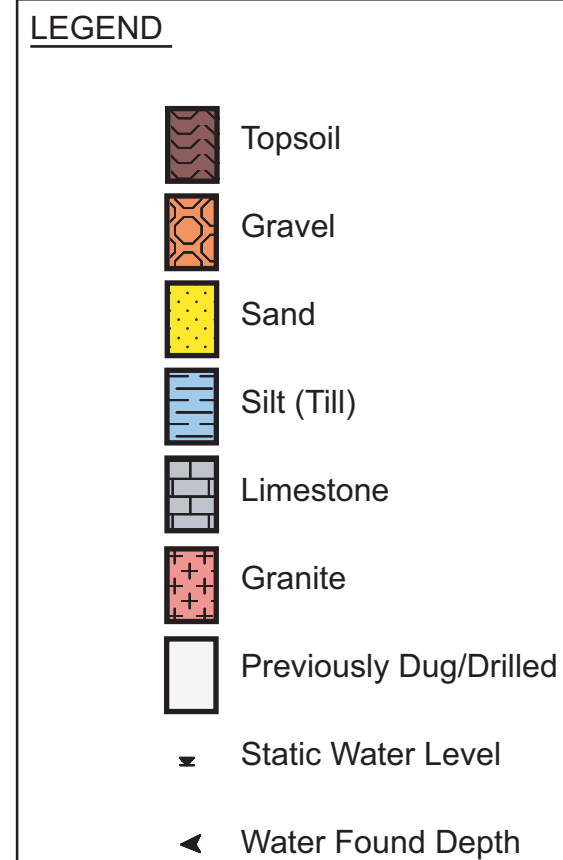 LEGEND
Topsoil
Gravel
Sand
Silt (Till)
Limestone
Granite
Previously Dug/Drilled
Static Water Level
Water Found Depth